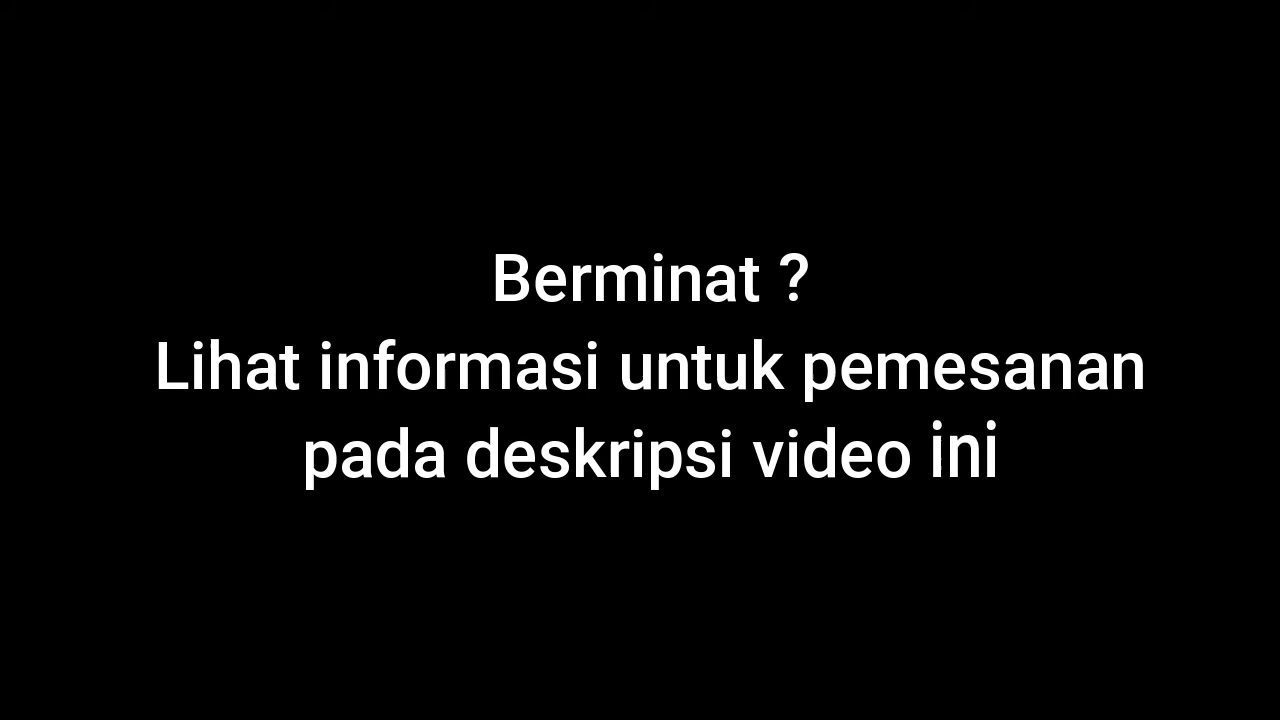 Berminat ?
Lihat informasi untuk pemesanan
pada deskripsi video ini